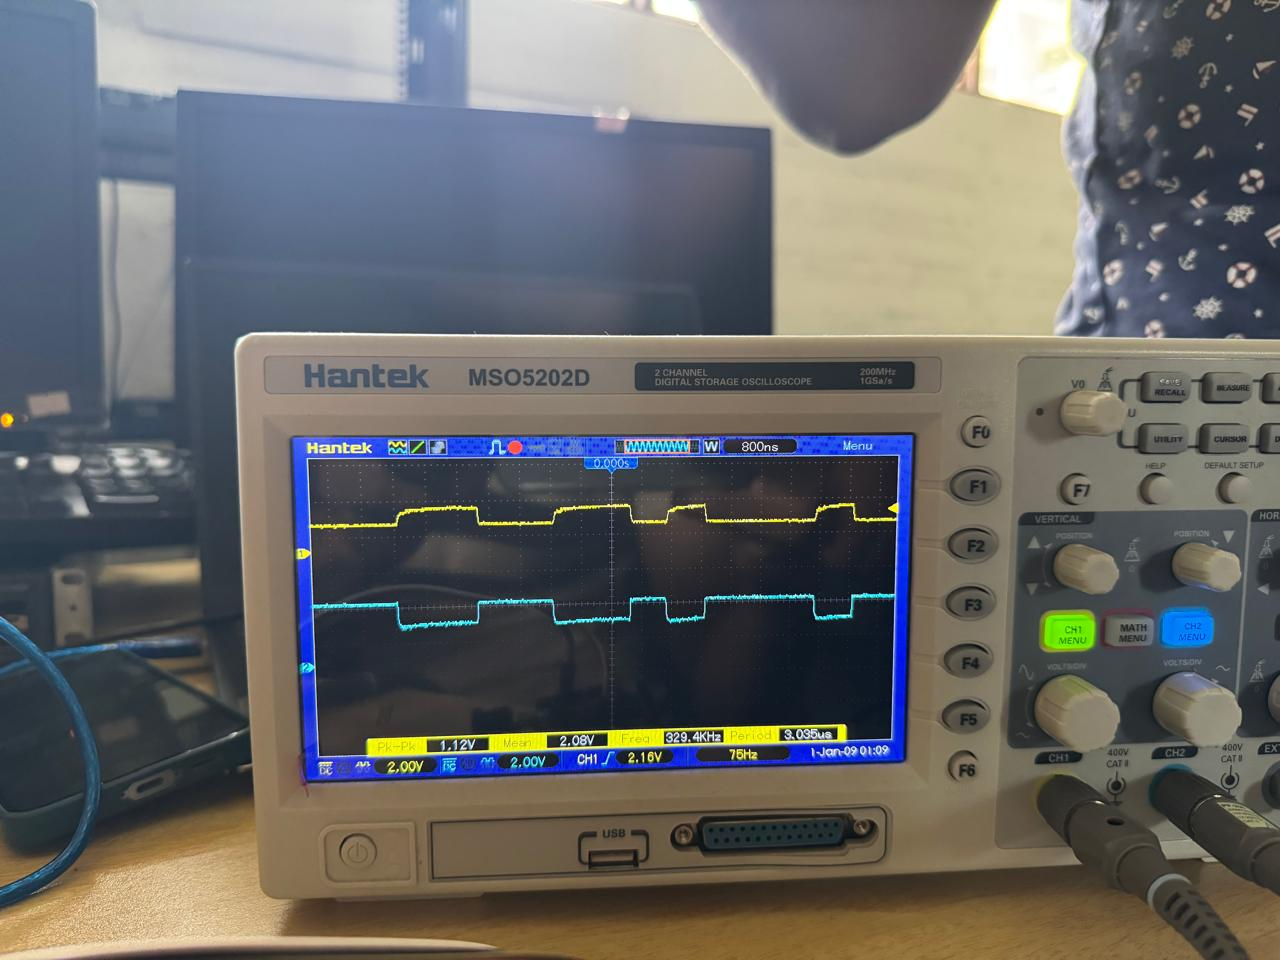 Hantek MSO5202D
2 CHANNEL
DIGITAL STORAGE OSCILLOSCOPE
200MHz
1GSa/s
V0
SAVE
RECALL
MEASURE
U
UTILITY
CURSOR
HELP
DEFAULT SETUP
F0
F1
F2
F3
F4
F5
F6
F7
Hantek
W
800ns
Menu
0.000s
1
2
Pk-Pk 1.12V Mean 2.08V Freq 329.4KHz Period 3.035us
DC 2.00V DC 2.00V CH1 2.16V 75Hz 1-Jan-09 01:09
VERTICAL
POSITION
POSITION
CH1
MENU
MATH
MENU
CH2
MENU
VOLTS/DIV
VOLTS/DIV
CH1
400V
CAT II
CH2
400V
CAT II
USB